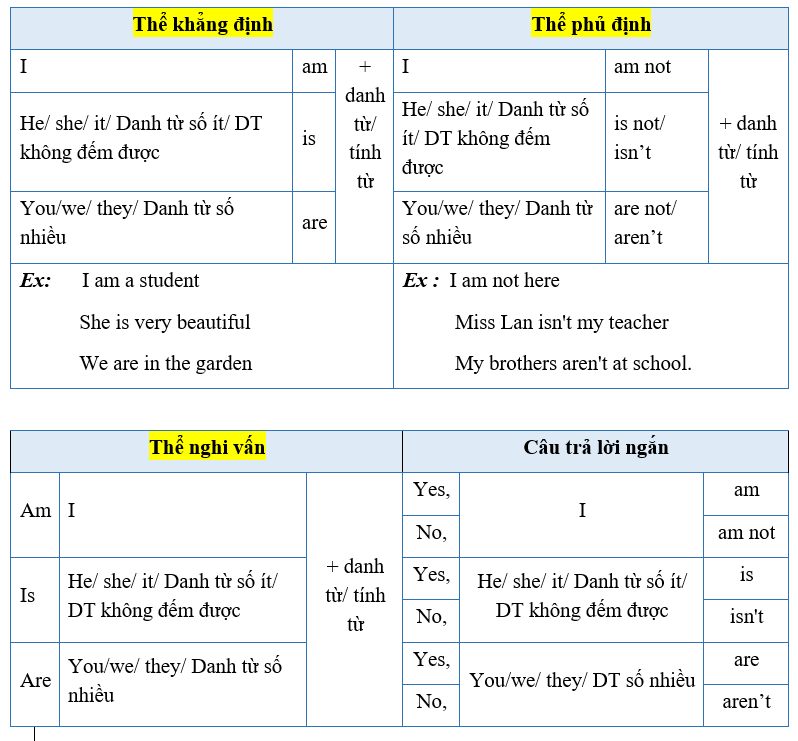 Thể khẳng định
Thể phủ định
I
am
+
danh
từ/
tính
từ
I
am not
+ danh
từ/ tính
từ
He/ she/ it/ Danh từ số ít/ DT
không đếm được
is
He/ she/ it/ Danh từ số
ít/ DT không đếm
được
is not/
isn’t
You/we/ they/ Danh từ số
nhiều
are
You/we/ they/ Danh từ
số nhiều
are not/
aren’t
Ex: I am a student
She is very beautiful
We are in the garden
Ex : I am not here
Miss Lan isn't my teacher
My brothers aren't at school.
Thể nghi vấn
Câu trả lời ngắn
Am
I
+ danh
từ/ tính
từ
Yes,
I
am
No,
am not
Is
He/ she/ it/ Danh từ số ít/
DT không đếm được
Yes,
He/ she/ it/ Danh từ số ít/
DT không đếm được
is
No,
isn't
Are
You/we/ they/ Danh từ số
nhiều
Yes,
You/we/ they/ DT số nhiều
are
No,
aren’t